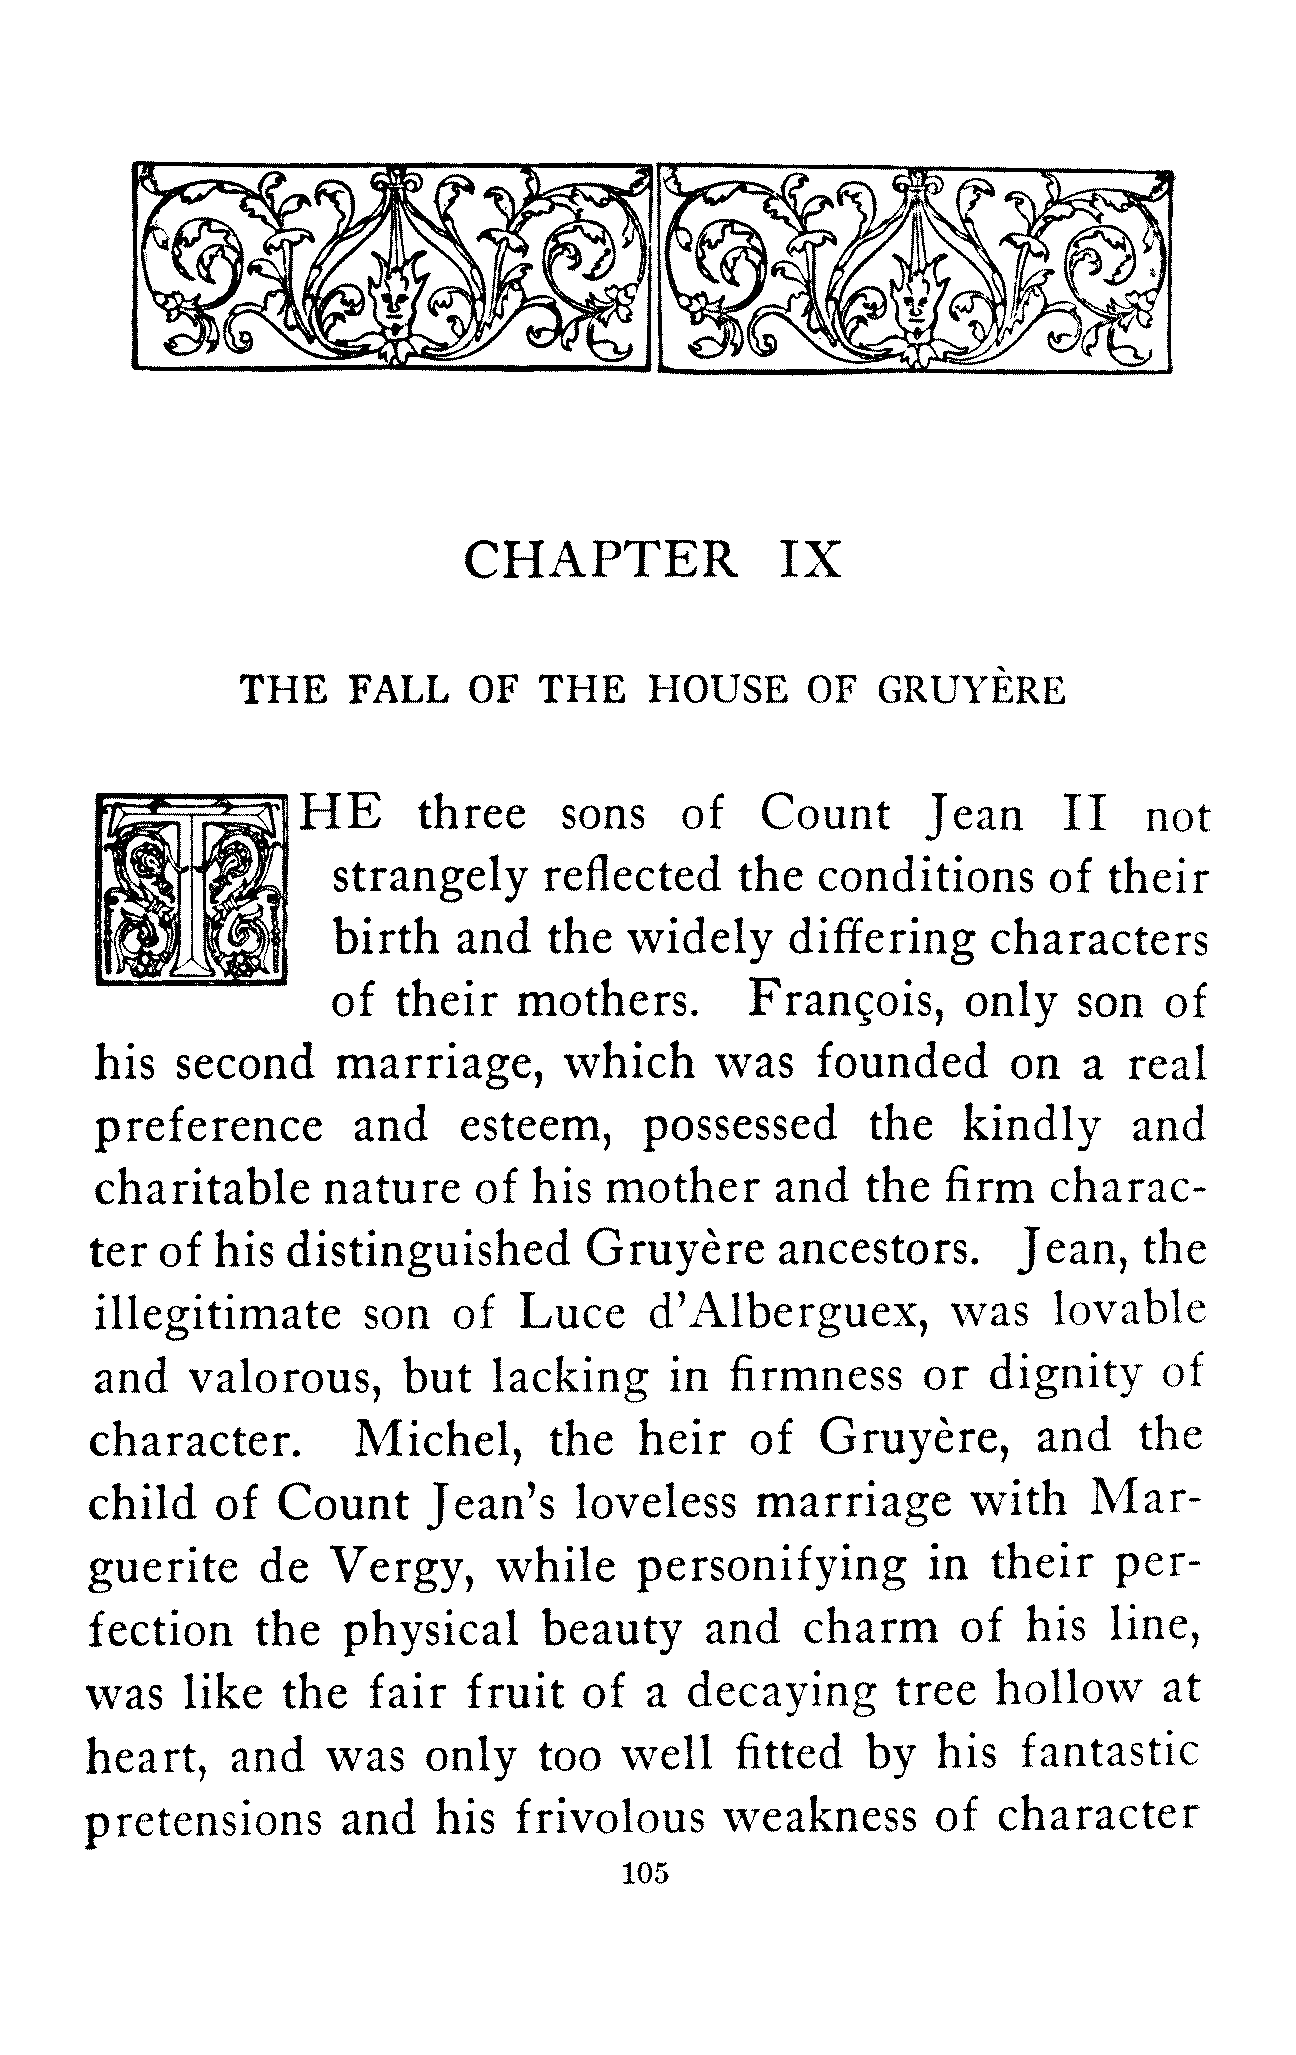 CHAPTER IX
THE FALL OF THE HOUSE OF GRUYÈRE
THE three sons of Count Jean II not
strangely reflected the conditions of their
birth and the widely differing characters
of their mothers. François, only son of
his second marriage, which was founded on a real
preference and esteem, possessed the kindly and
charitable nature of his mother and the firm charac-
ter of his distinguished Gruyère ancestors. Jean, the
illegitimate son of Luce d'Alberguex, was lovable
and valorous, but lacking in firmness or dignity of
character. Michel, the heir of Gruyère, and the
child of Count Jean's loveless marriage with Mar-
guerite de Vergy, while personifying in their per-
fection the physical beauty and charm of his line,
was like the fair fruit of a decaying tree hollow at
heart, and was only too well fitted by his fantastic
pretensions and his frivolous weakness of character
105